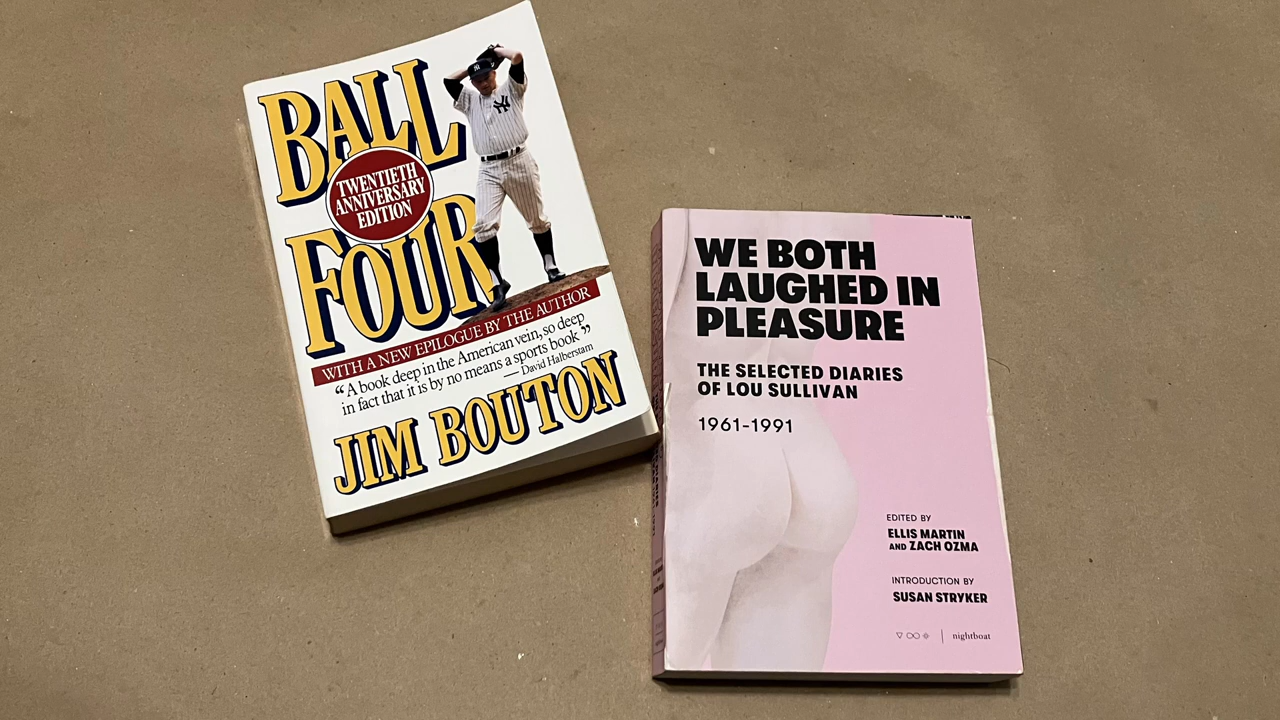 BALL
TWENTIETH
ANNIVERSARY
EDITION
FOUR
WITH A NEW EPILOGUE BY THE AUTHOR
“A book deep in the American vein, so deep
in fact that it is by no means a sports book”
— David Halberstam
JIM BOUTON
WE BOTH
LAUGHED IN
PLEASURE
THE SELECTED DIARIES
OF LOU SULLIVAN
1961-1991
EDITED BY
ELLIS MARTIN
AND ZACH OZMA
INTRODUCTION BY
SUSAN STRYKER
nightboat